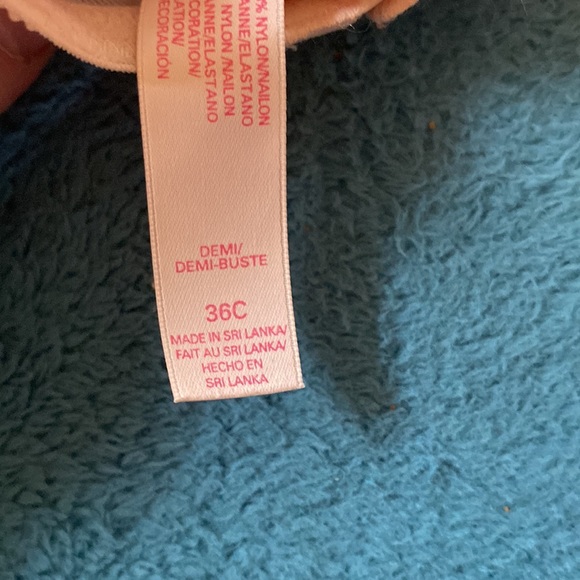 % NYLON/NAILON
ANNE/ELASTANO
NYLON/NAILON
ANNE/ELASTANO
CORATION/
ATION/
DECORACIÓN
DEMI/
DEMI-BUSTE
36C
MADE IN SRI LANKA/
FAIT AU SRI LANKA/
HECHO EN
SRI LANKA